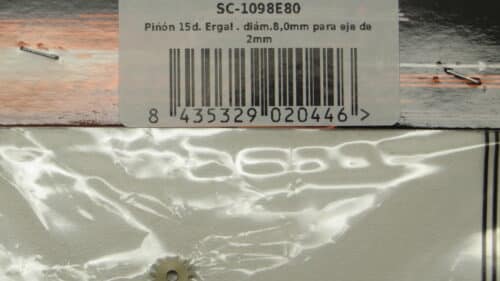 SC-1098E80
Piñón 15d. Ergal . diám.8,0mm para eje de
2mm
8 435329 020446 >